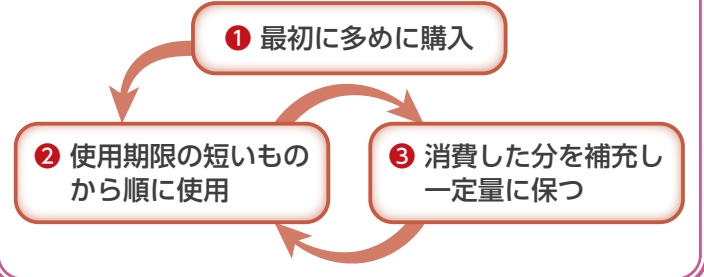 ❶ 最初に多めに購入
❷ 使用期限の短いもの
から順に使用
❸ 消費した分を補充し
一定量に保つ